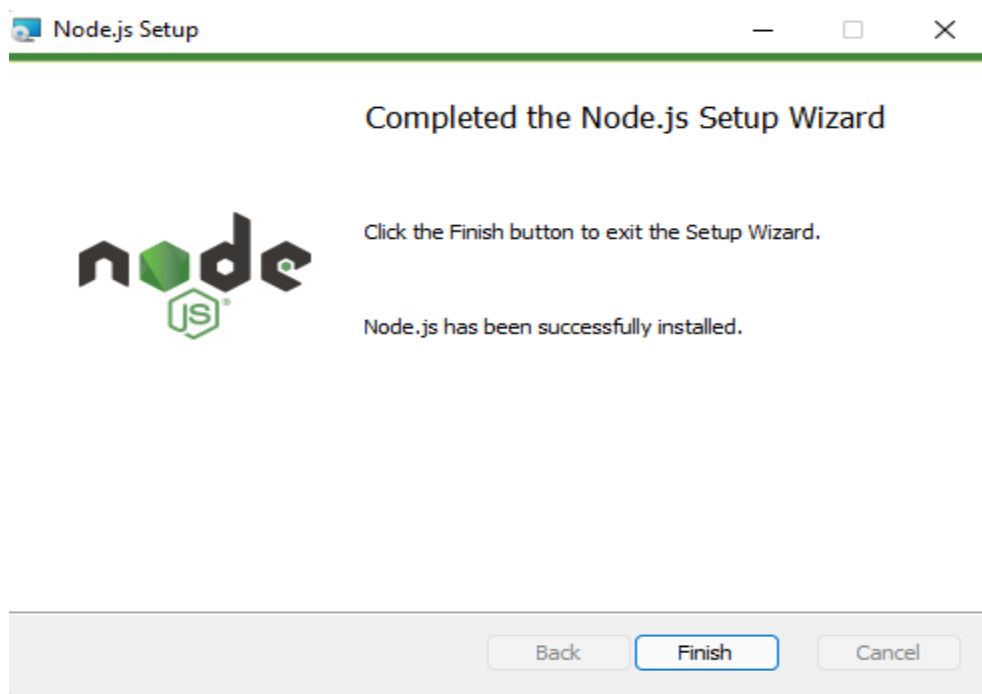 Node.js Setup
Completed the Node.js Setup Wizard
Click the Finish button to exit the Setup Wizard.
node
JS®
Node.js has been successfully installed.
Back Finish Cancel